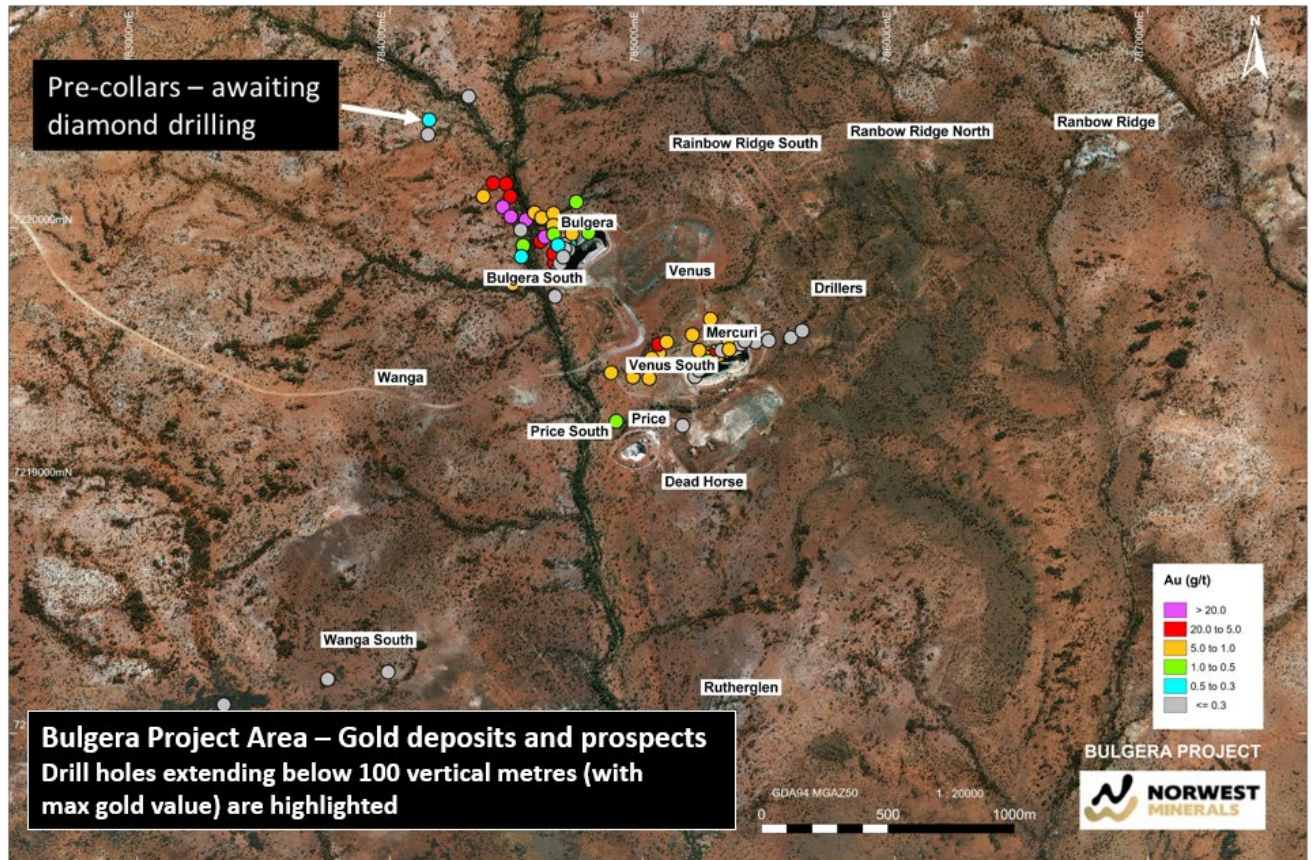 783000mE
784000mE
785000mE
786000mE
787000mE
N
Pre-collars – awaiting
diamond drilling
Ranbow Ridge
Ranbow Ridge North
Rainbow Ridge South
7220000mN
Bulgera
Bulgera South
Venus
Drillers
Mercuri
Venus South
Wanga
Price
Price South
7219000mN
Dead Horse
Wanga South
Rutherglen
Au (g/t)
> 20.0
20.0 to 5.0
5.0 to 1.0
1.0 to 0.5
0.5 to 0.3
<= 0.3
72
Bulgera Project Area – Gold deposits and prospects
Drill holes extending below 100 vertical metres (with
max gold value) are highlighted
GDA94 MGAZ50 1 : 20000
0 1000m
BULGERA PROJECT
NORWEST
MINERALS